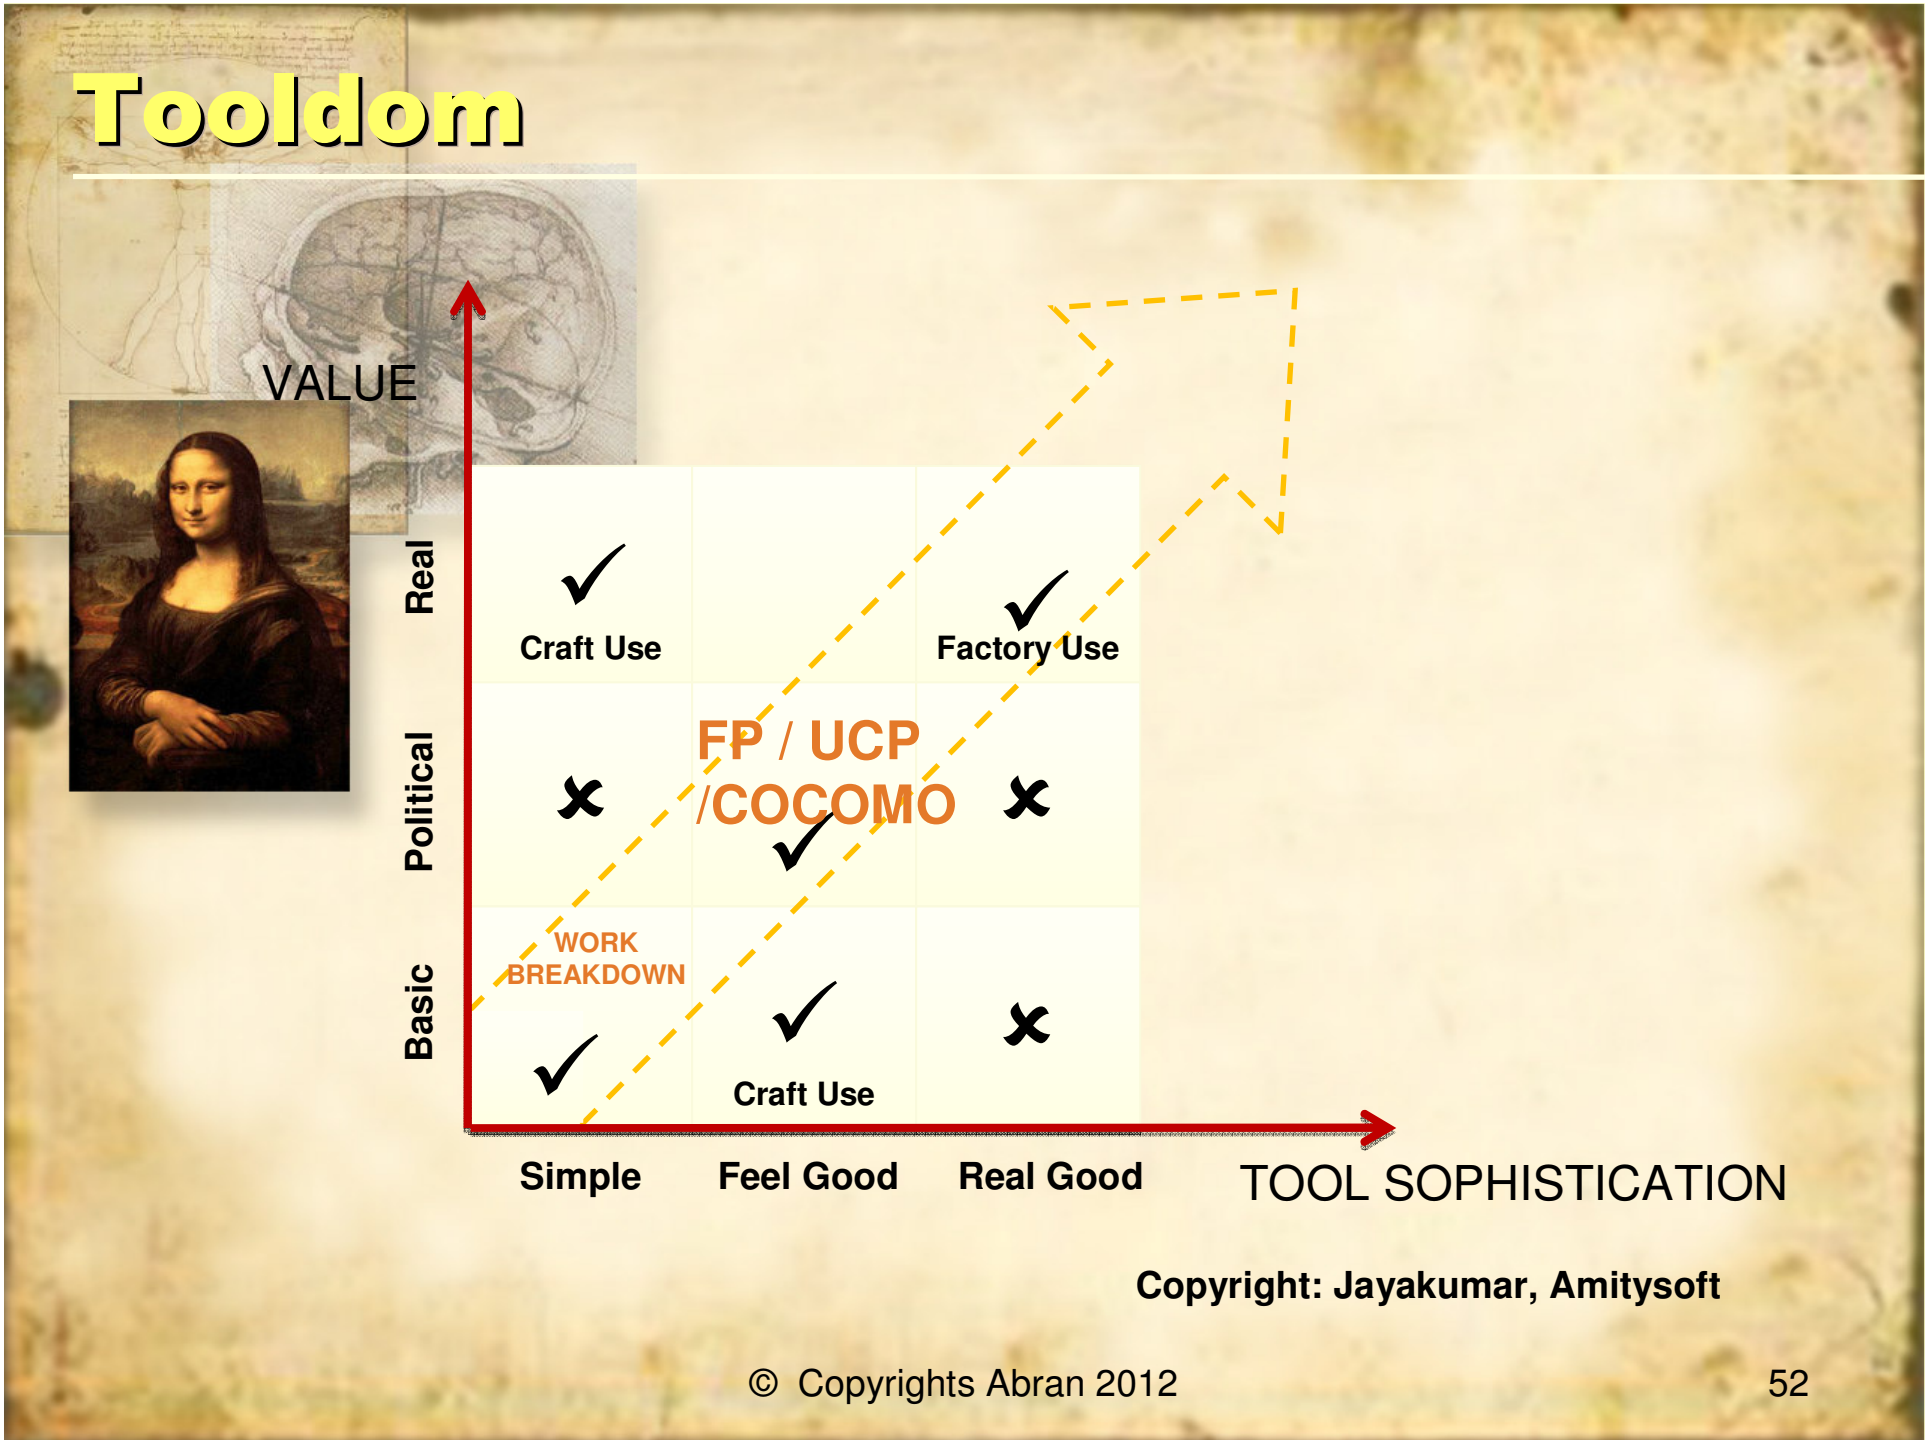 Tooldom
VALUE
Real
Craft Use
Factory Use
Political
FP / UCP
/COCOMO
Basic
WORK
BREAKDOWN
Craft Use
Simple
Feel Good
Real Good
TOOL SOPHISTICATION
Copyright: Jayakumar, Amitysoft
© Copyrights Abran 2012
52